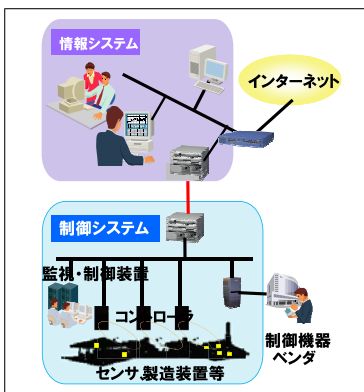 情報システム
インターネット
制御システム
監視・制御装置
コントローラ
センサ、製造装置等
制御機器
ベンダ